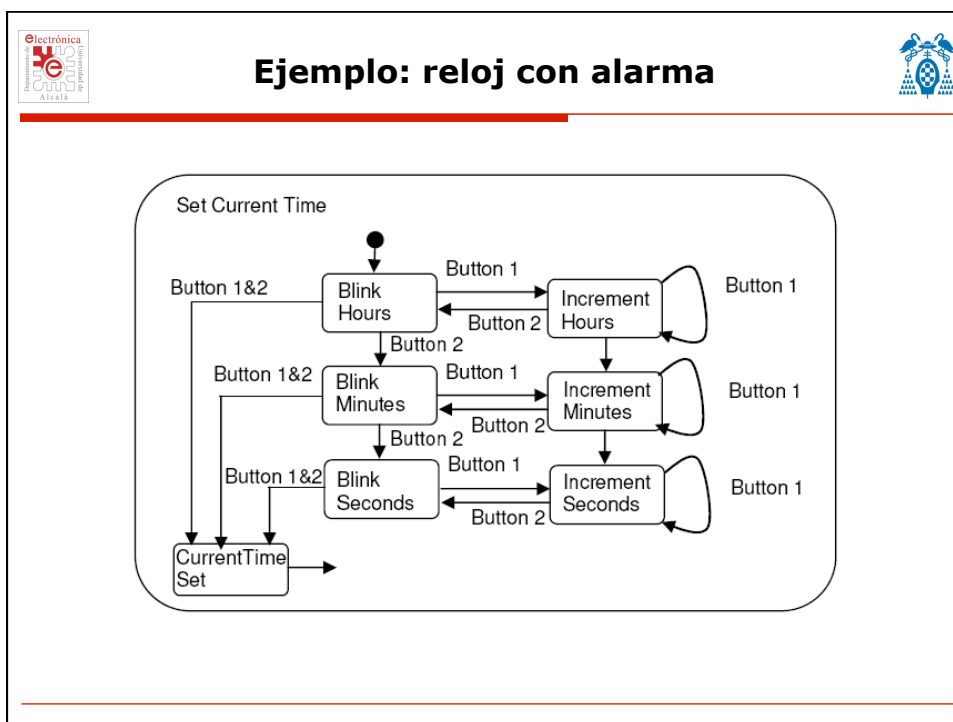 electrónica
Departamento de
Universidad de
Alcalá
Ejemplo: reloj con alarma
Set Current Time
Button 1&2
Blink
Hours
Button 1
Button 2
Increment
Hours
Button 1
Button 2
Button 1&2
Blink
Minutes
Button 1
Button 2
Increment
Minutes
Button 1
Button 2
Button 1&2
Blink
Seconds
Button 1
Button 2
Increment
Seconds
Button 1
CurrentTime
Set